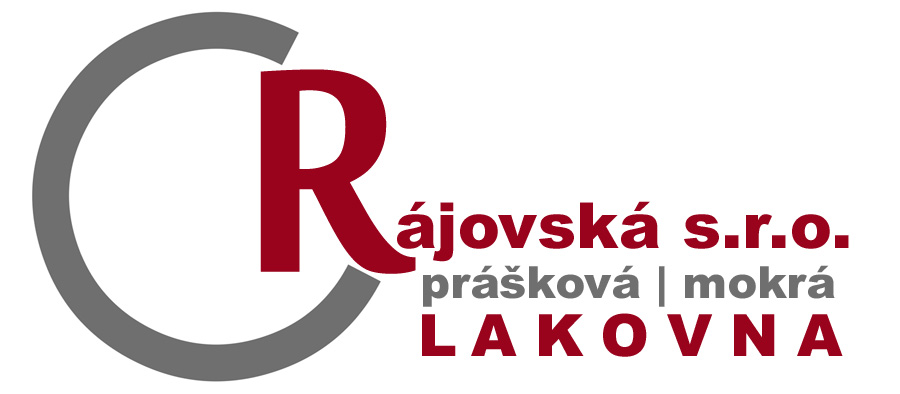 Rájovská s.r.o.
prášková | mokrá
LAKOVNA